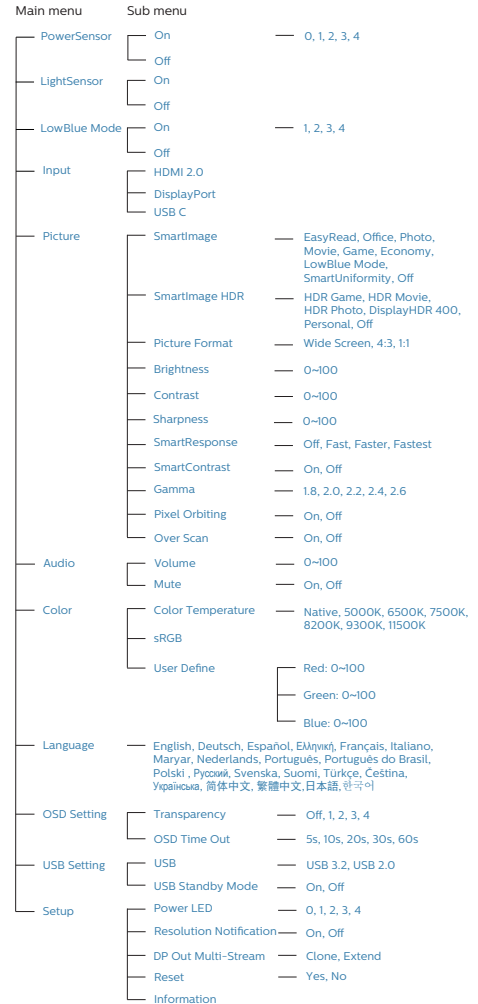 Main menu Sub menu
PowerSensor On 0, 1, 2, 3, 4
Off
LightSensor On
Off
LowBlue Mode On 1, 2, 3, 4
Off
Input HDMI 2.0
DisplayPort
USB C
Picture SmartImage EasyRead, Office, Photo,
Movie, Game, Economy,
LowBlue Mode,
SmartUniformity, Off
SmartImage HDR HDR Game, HDR Movie,
HDR Photo, DisplayHDR 400,
Personal, Off
Picture Format Wide Screen, 4:3, 1:1
Brightness 0~100
Contrast 0~100
Sharpness 0~100
SmartResponse Off, Fast, Faster, Fastest
SmartContrast On, Off
Gamma 1.8, 2.0, 2.2, 2.4, 2.6
Pixel Orbiting On, Off
Over Scan On, Off
Audio Volume 0~100
Mute On, Off
Color Color Temperature Native, 5000K, 6500K, 7500K,
8200K, 9300K, 11500K
sRGB
User Define Red: 0~100
Green: 0~100
Blue: 0~100
Language English, Deutsch, Español, Ελληνική, Français, Italiano,
Maryar, Nederlands, Português, Português do Brasil,
Polski , Русский, Svenska, Suomi, Türkçe, Čeština,
Українська, 简体中文, 繁體中文,日本語,한국어
OSD Setting Transparency Off, 1, 2, 3, 4
OSD Time Out 5s, 10s, 20s, 30s, 60s
USB Setting USB USB 3.2, USB 2.0
USB Standby Mode On, Off
Setup Power LED 0, 1, 2, 3, 4
Resolution Notification On, Off
DP Out Multi-Stream Clone, Extend
Reset Yes, No
Information